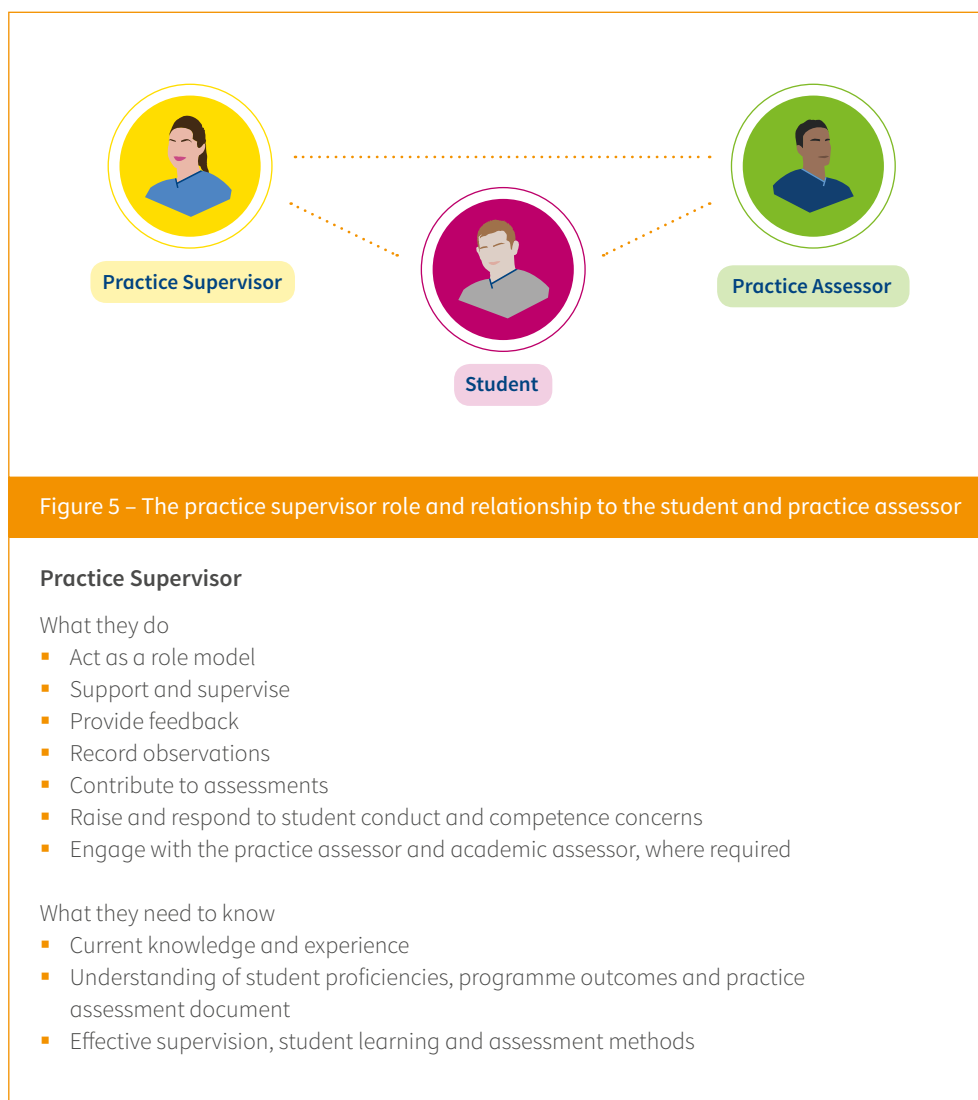 Practice Supervisor
Practice Assessor
Student
Figure 5 – The practice supervisor role and relationship to the student and practice assessor
Practice Supervisor
What they do
▪ Act as a role model
▪ Support and supervise
▪ Provide feedback
▪ Record observations
▪ Contribute to assessments
▪ Raise and respond to student conduct and competence concerns
▪ Engage with the practice assessor and academic assessor, where required
What they need to know
▪ Current knowledge and experience
▪ Understanding of student proficiencies, programme outcomes and practice
assessment document
▪ Effective supervision, student learning and assessment methods